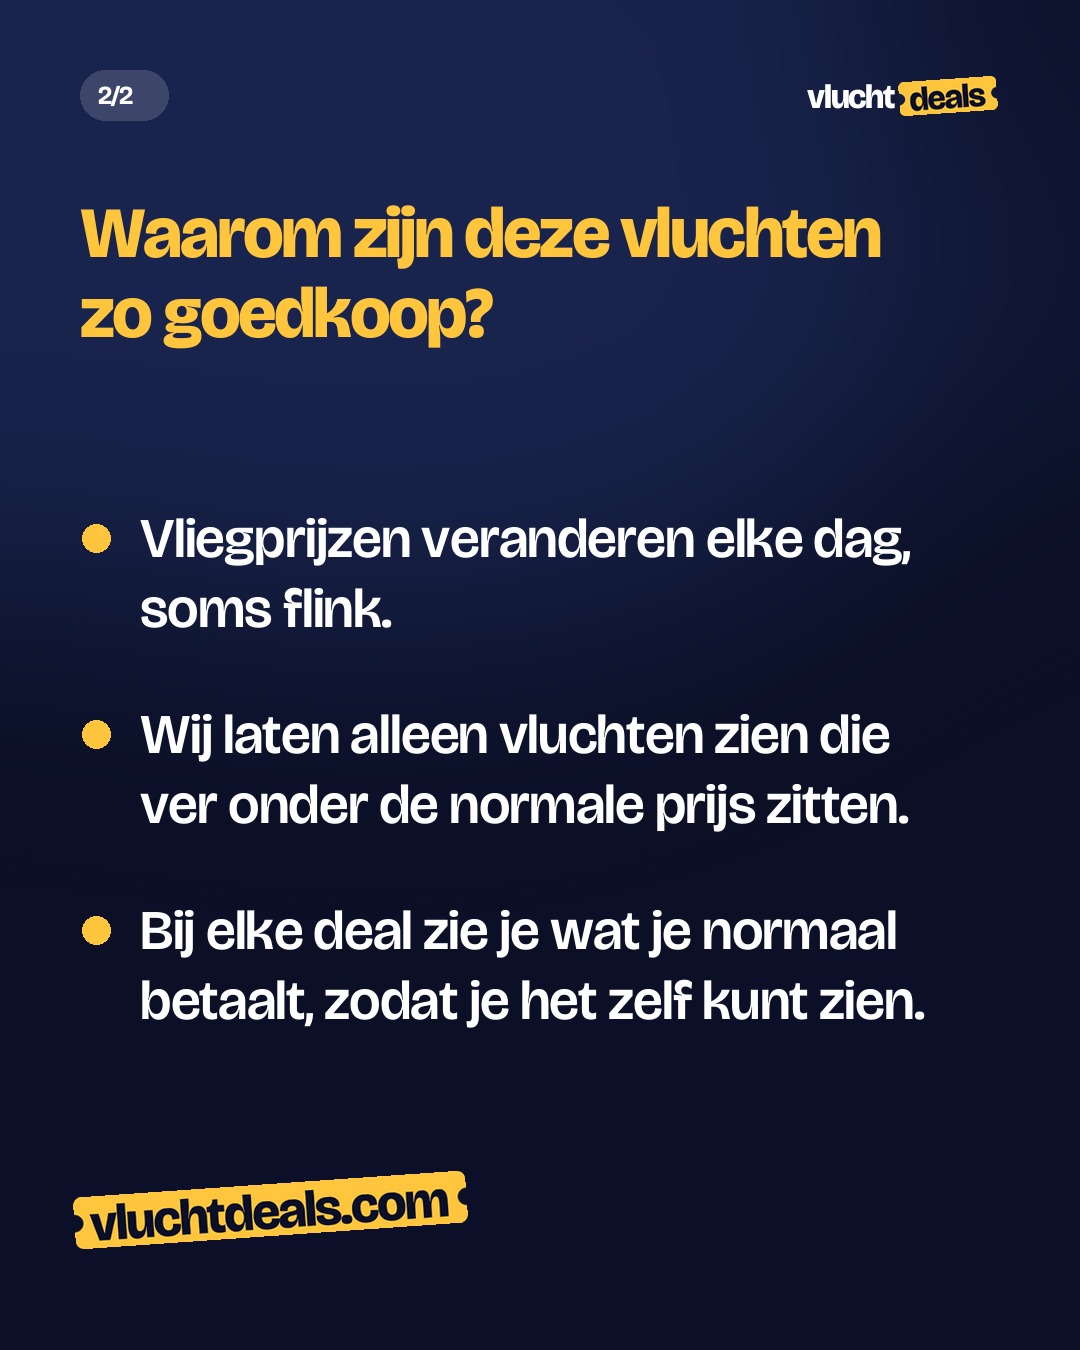 2/2
vlucht deals
Waarom zijn deze vluchten
zo goedkoop?
Vliegprijzen veranderen elke dag,
soms flink.
Wij laten alleen vluchten zien die
ver onder de normale prijs zitten.
Bij elke deal zie je wat je normaal
betaalt, zodat je het zelf kunt zien.
vluchtdeals.com